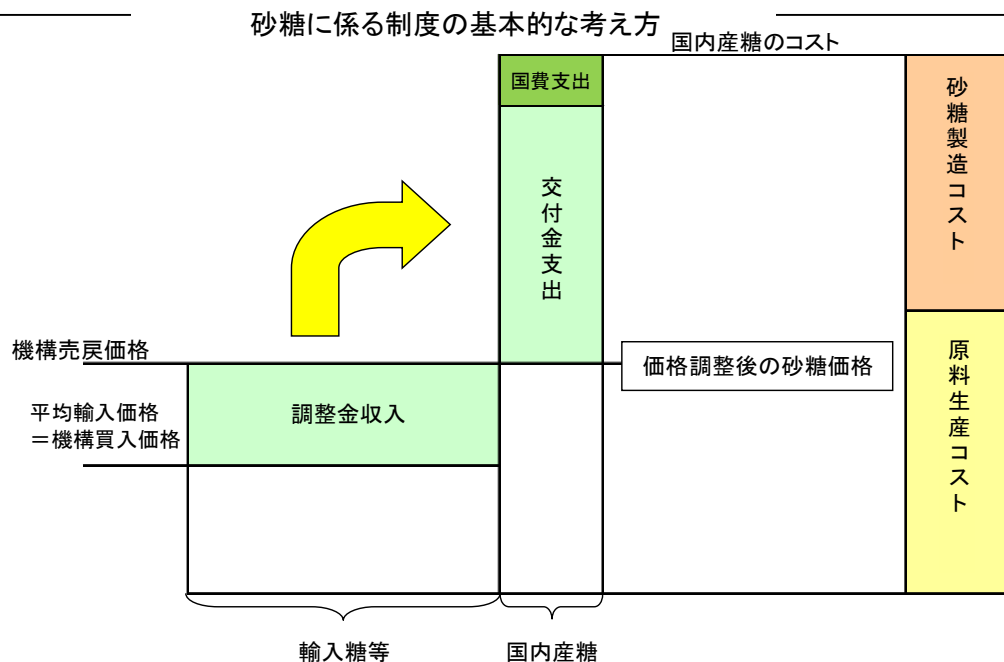 砂糖に係る制度の基本的な考え方
国内産糖のコスト
国費支出
交付金支出
砂糖製造コスト
機構売戻価格
価格調整後の砂糖価格
原料生産コスト
平均輸入価格
＝機構買入価格
調整金収入
輸入糖等
国内産糖